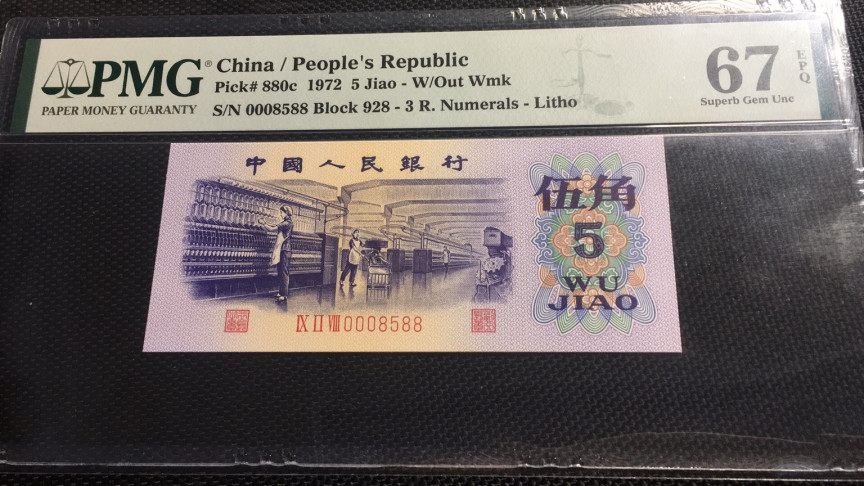 PMG®
PAPER MONEY GUARANTY
China / People's Republic
Pick# 880c 1972 5 Jiao - W/Out Wmk
S/N 0008588 Block 928 - 3 R. Numerals - Litho
67
EPQ
Superb Gem Unc
中國人民銀行
伍角
5
WU
JIAO
IX II VIII 0008588